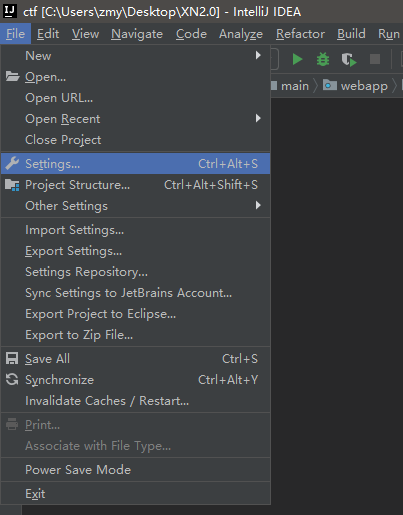 IJ ctf [C:\Users\zmy\Desktop\XN2.0] - IntelliJ IDEA
File Edit View Navigate Code Analyze Refactor Build Run
main webapp
New
Open...
Open URL...
Open Recent
Close Project
Settings... Ctrl+Alt+S
Project Structure... Ctrl+Alt+Shift+S
Other Settings
Import Settings...
Export Settings...
Settings Repository...
Sync Settings to JetBrains Account...
Export Project to Eclipse...
Export to Zip File...
Save All Ctrl+S
Synchronize Ctrl+Alt+Y
Invalidate Caches / Restart...
Print...
Associate with File Type...
Power Save Mode
Exit